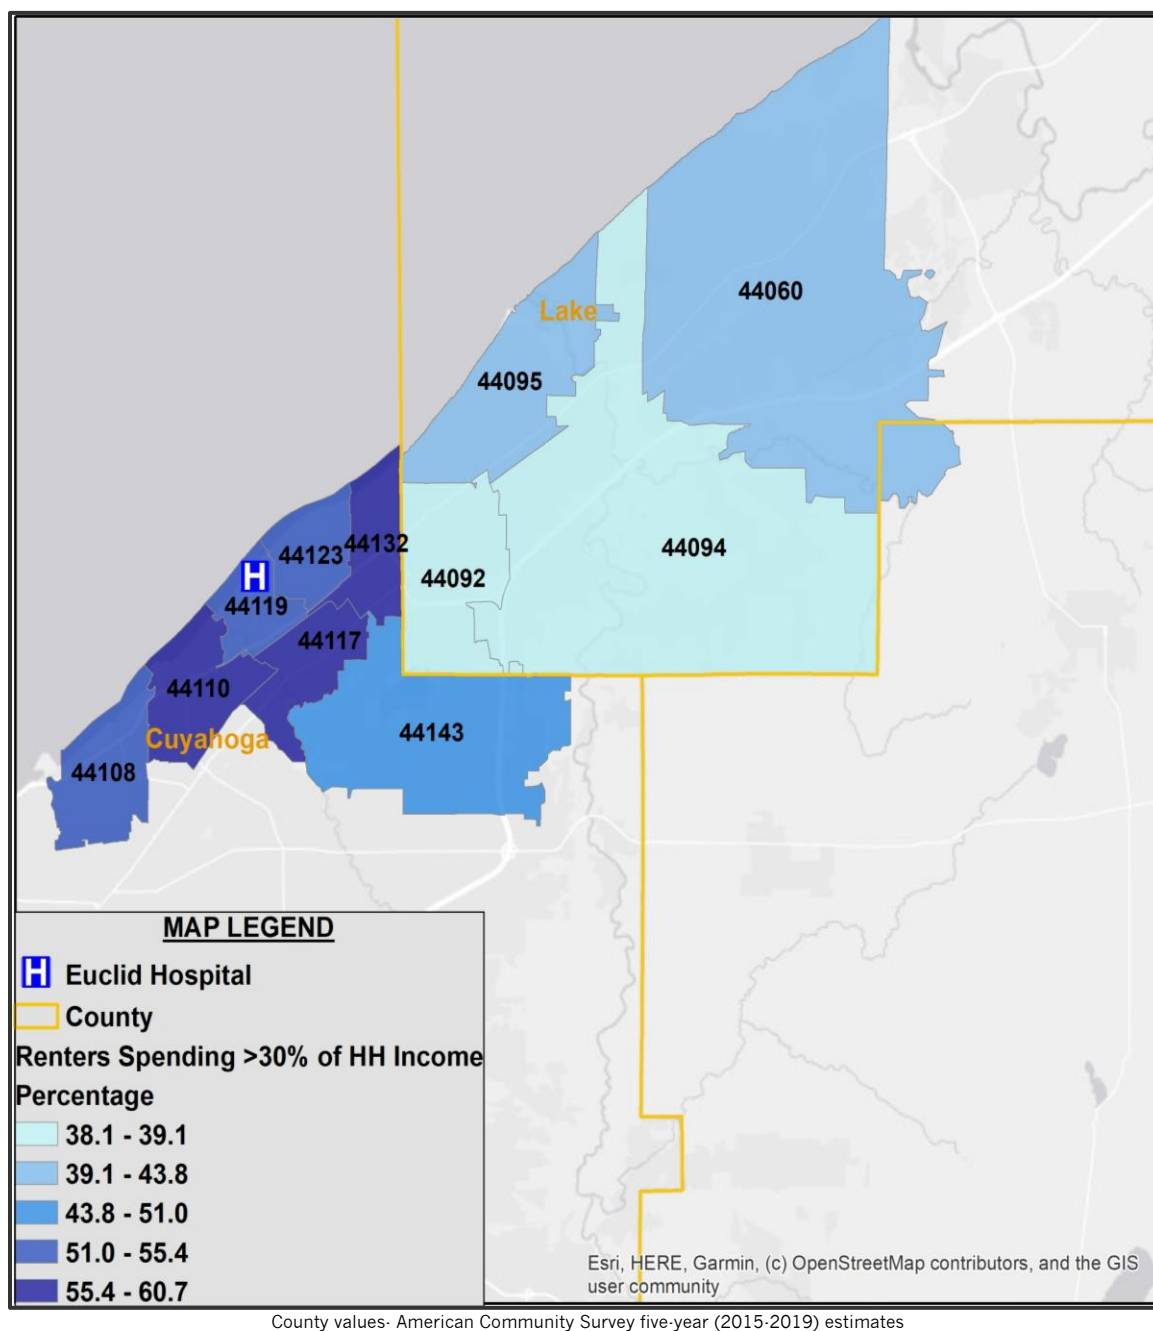 44060
Lake
44095
44123
44132
44094
44092
H
44119
44117
44110
44143
Cuyahoga
44108
MAP LEGEND
H Euclid Hospital
County
Renters Spending >30% of HH Income
Percentage
38.1 - 39.1
39.1 - 43.8
43.8 - 51.0
51.0 - 55.4
55.4 - 60.7
Esri, HERE, Garmin, (c) OpenStreetMap contributors, and the GIS
user community
County values- American Community Survey five-year (2015-2019) estimates